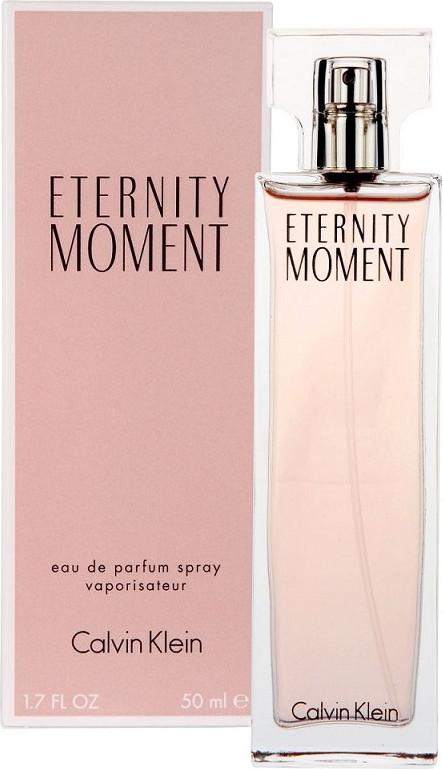 ETERNITY
MOMENT
eau de parfum spray
vaporisateur
Calvin Klein
1.7 FL OZ 50 ml ℮
ETERNITY
MOMENT
Calvin Klein